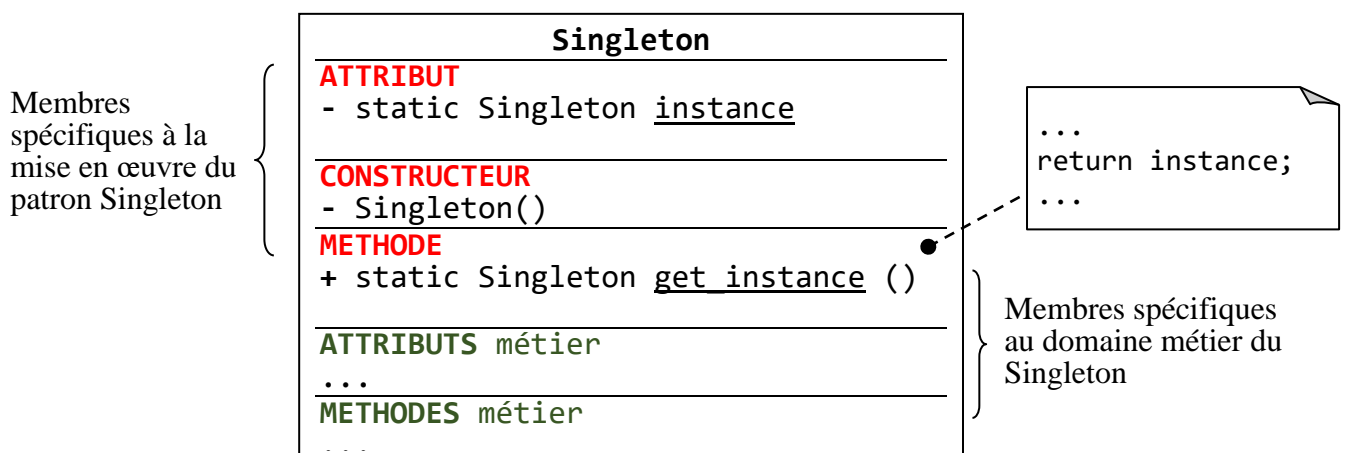 Singleton
ATTRIBUT
- static Singleton instance
CONSTRUCTEUR
- Singleton()
METHODE
+ static Singleton get_instance ()
ATTRIBUTS métier
...
METHODES métier
...
Membres
spécifiques à la
mise en œuvre du
patron Singleton
...
return instance;
...
Membres spécifiques
au domaine métier du
Singleton